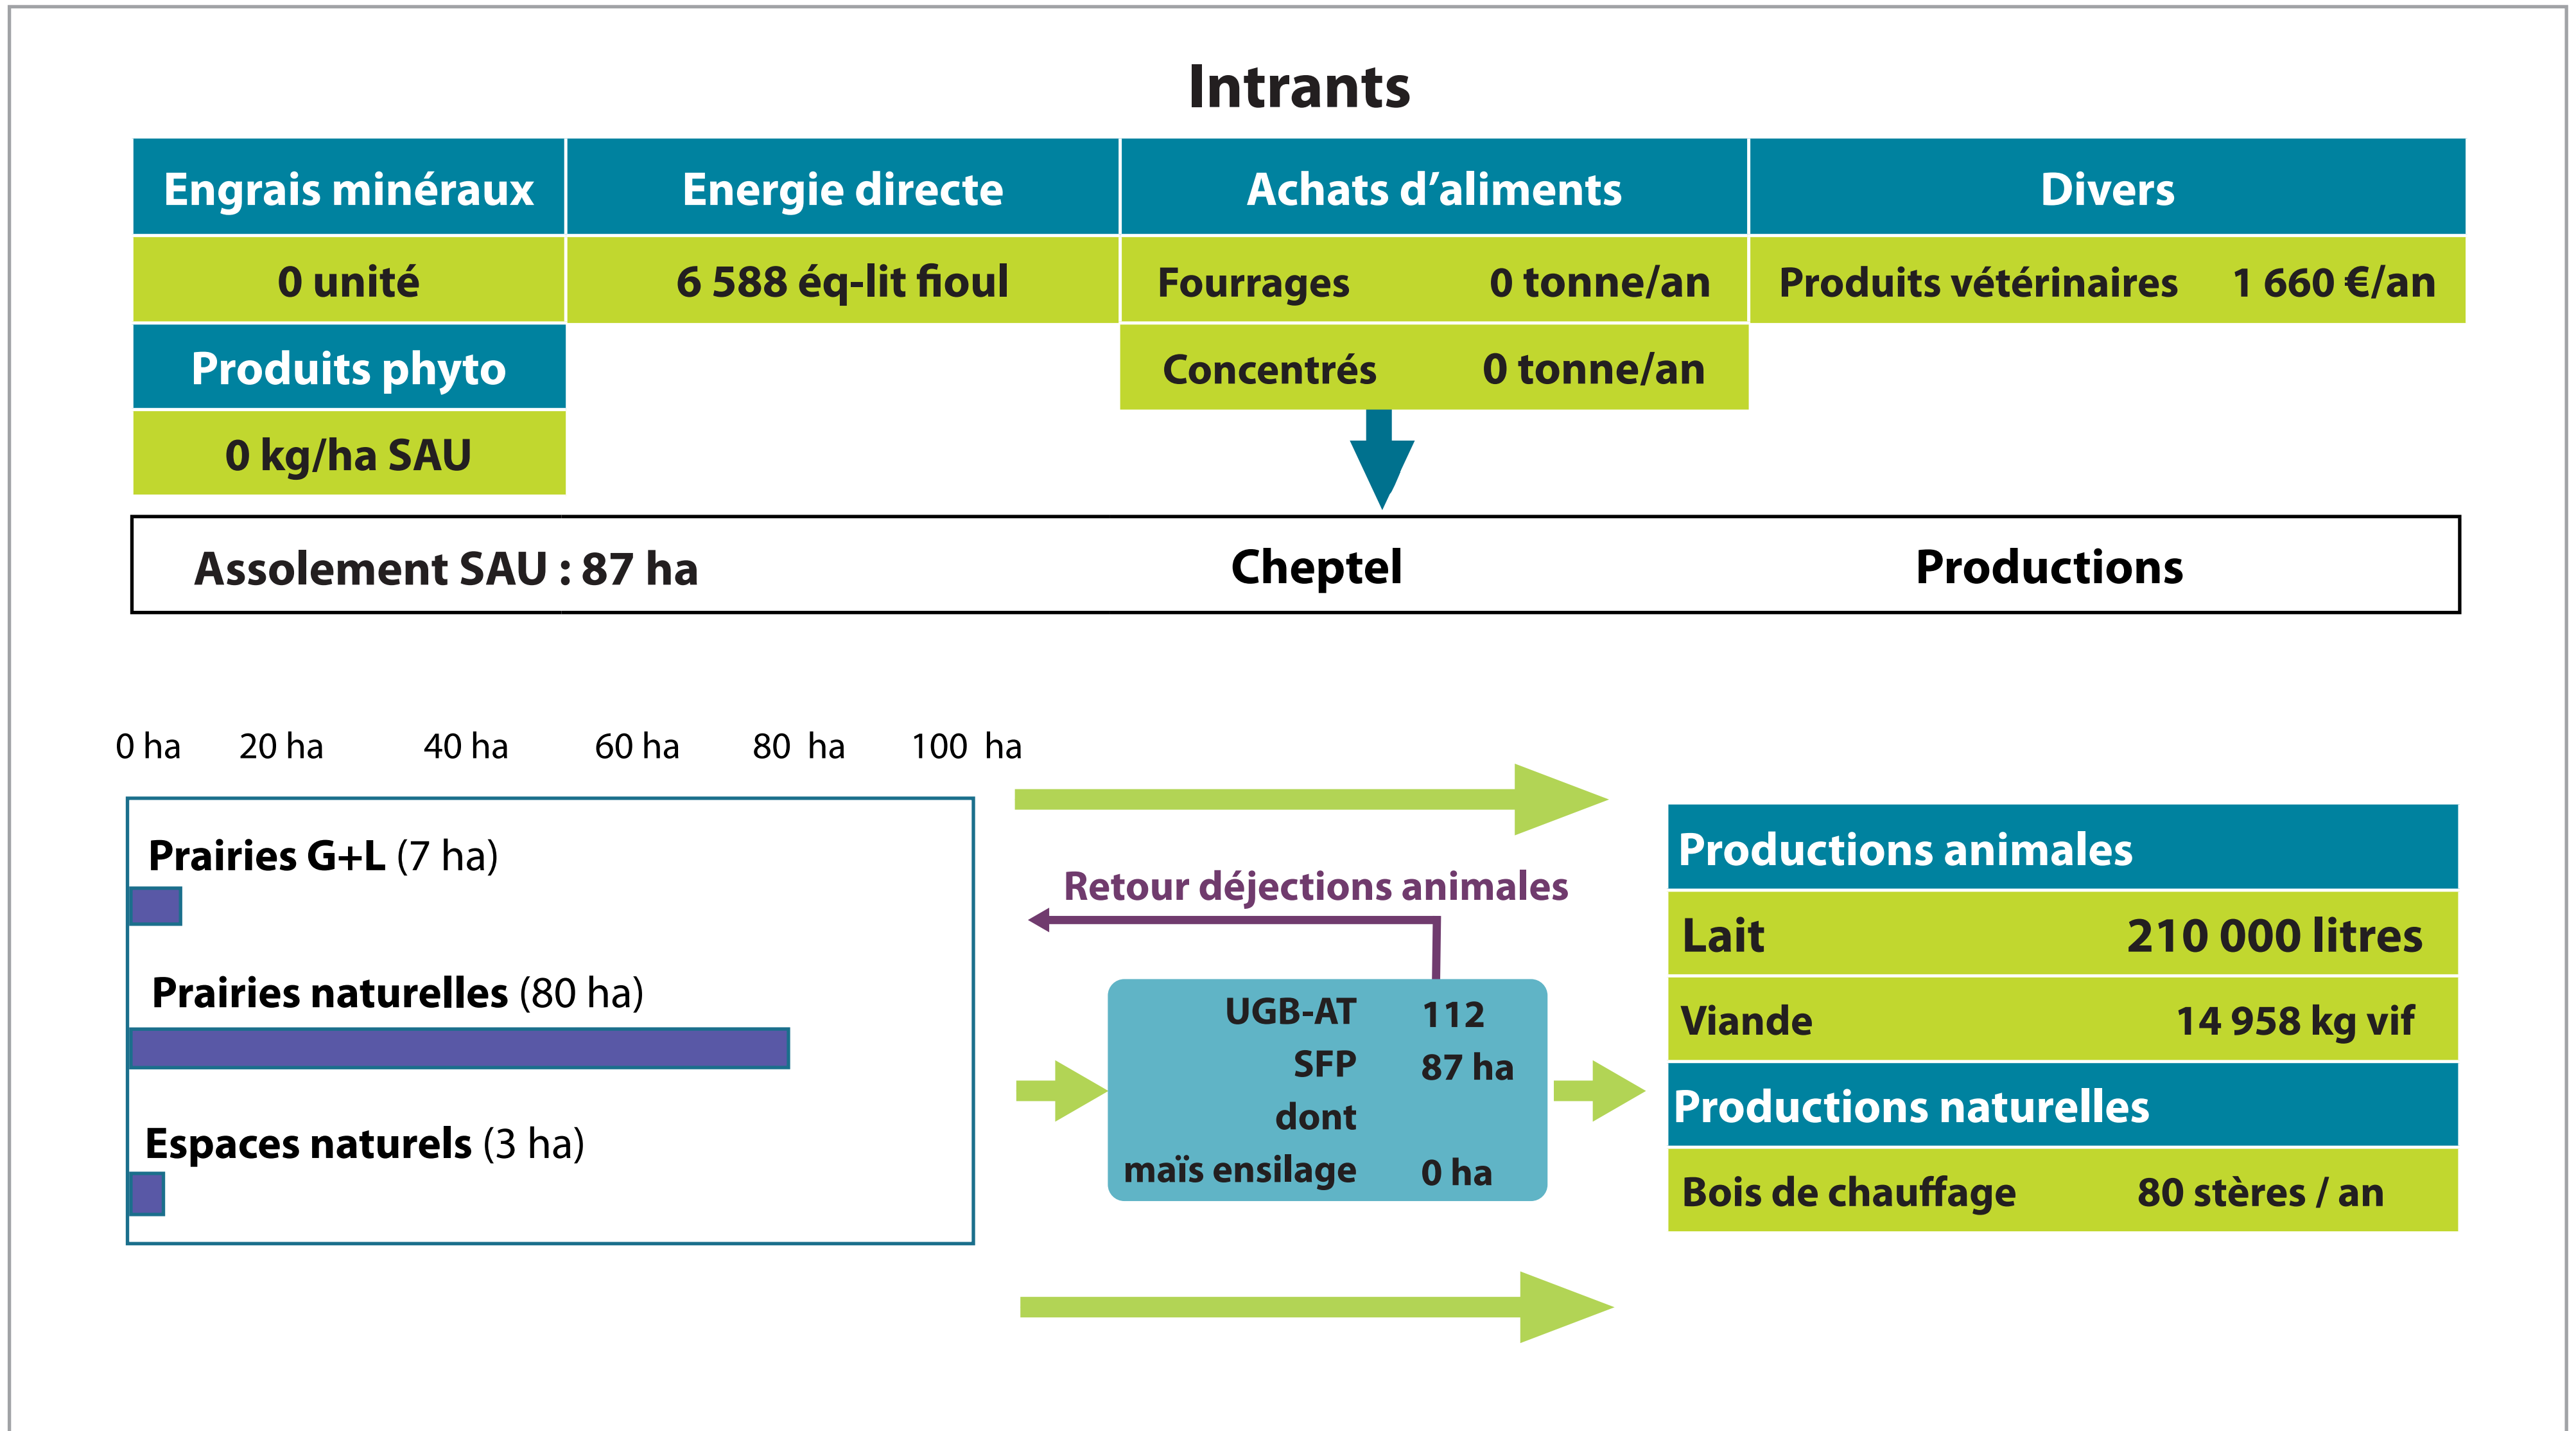 Intrants
Engrais minéraux Energie directe Achats d’aliments Divers
0 unité 6 588 éq-lit fioul Fourrages 0 tonne/an Produits vétérinaires 1 660 €/an
Produits phyto Concentrés 0 tonne/an
0 kg/ha SAU
Assolement SAU : 87 ha Cheptel Productions
0 ha 20 ha 40 ha 60 ha 80 ha 100 ha
Prairies G+L (7 ha)
Prairies naturelles (80 ha)
Espaces naturels (3 ha)
Retour déjections animales
UGB-AT 112
SFP 87 ha
dont
maïs ensilage 0 ha
Productions animales
Lait 210 000 litres
Viande 14 958 kg vif
Productions naturelles
Bois de chauffage 80 stères / an